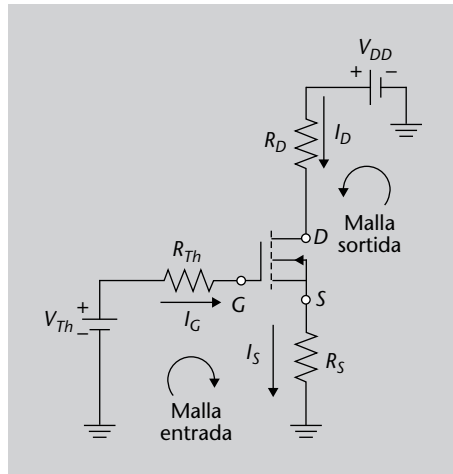 V_DD
+ −
R_D
I_D
Malla
sortida
D
R_Th
G
S
+
V_Th
−
I_G
I_S
R_S
Malla
entrada